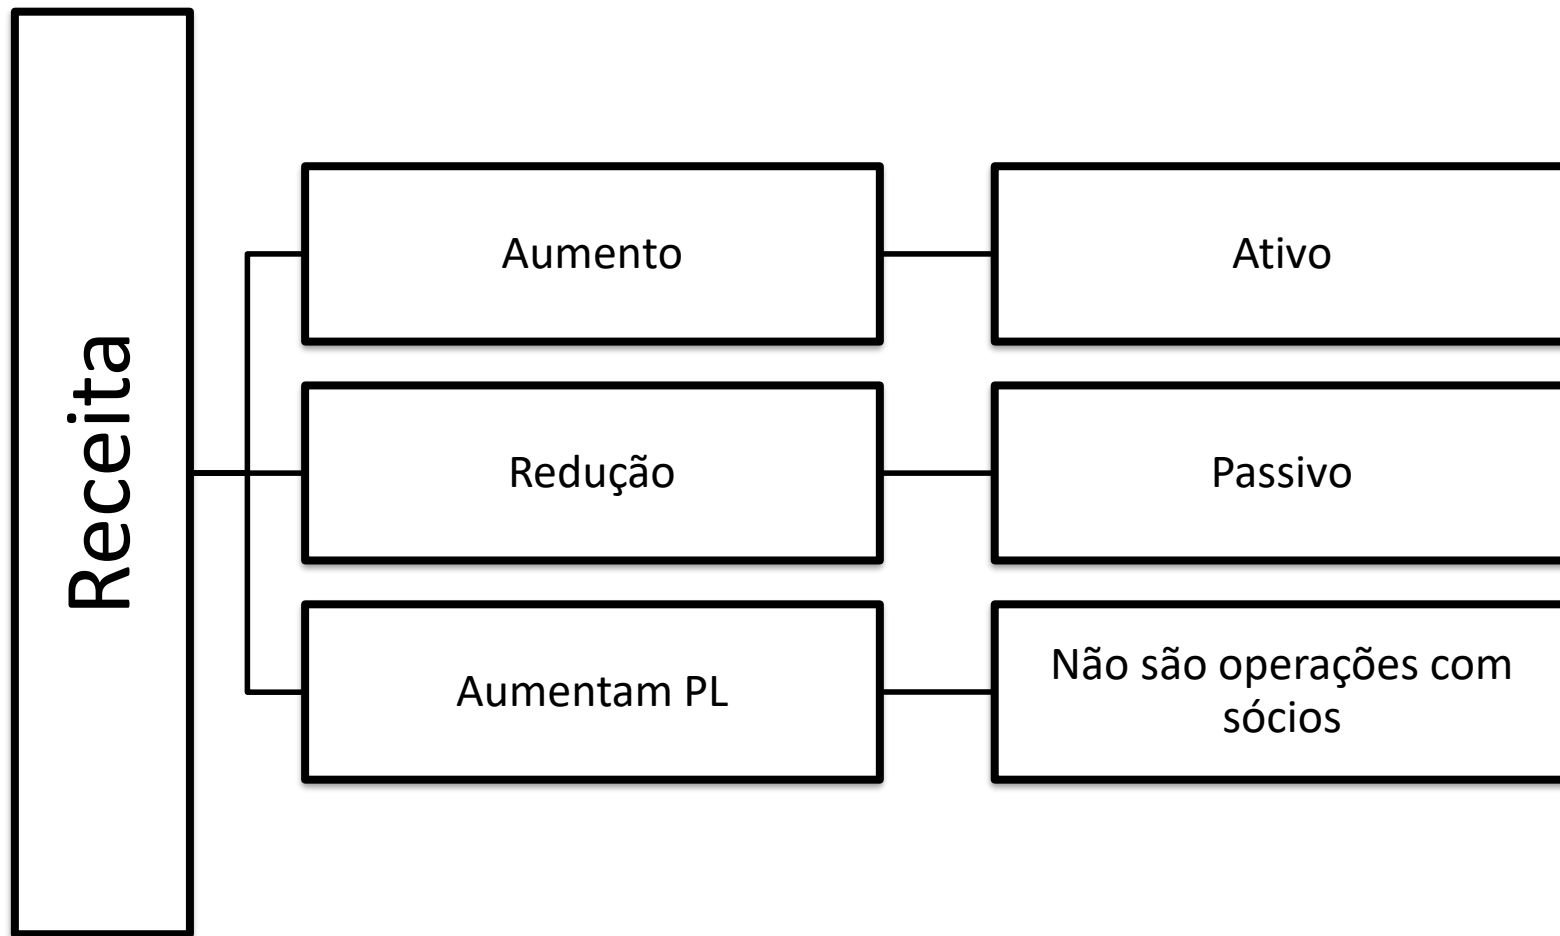 Receita
Aumento
Ativo
Redução
Passivo
Aumentam PL
Não são operações com
sócios